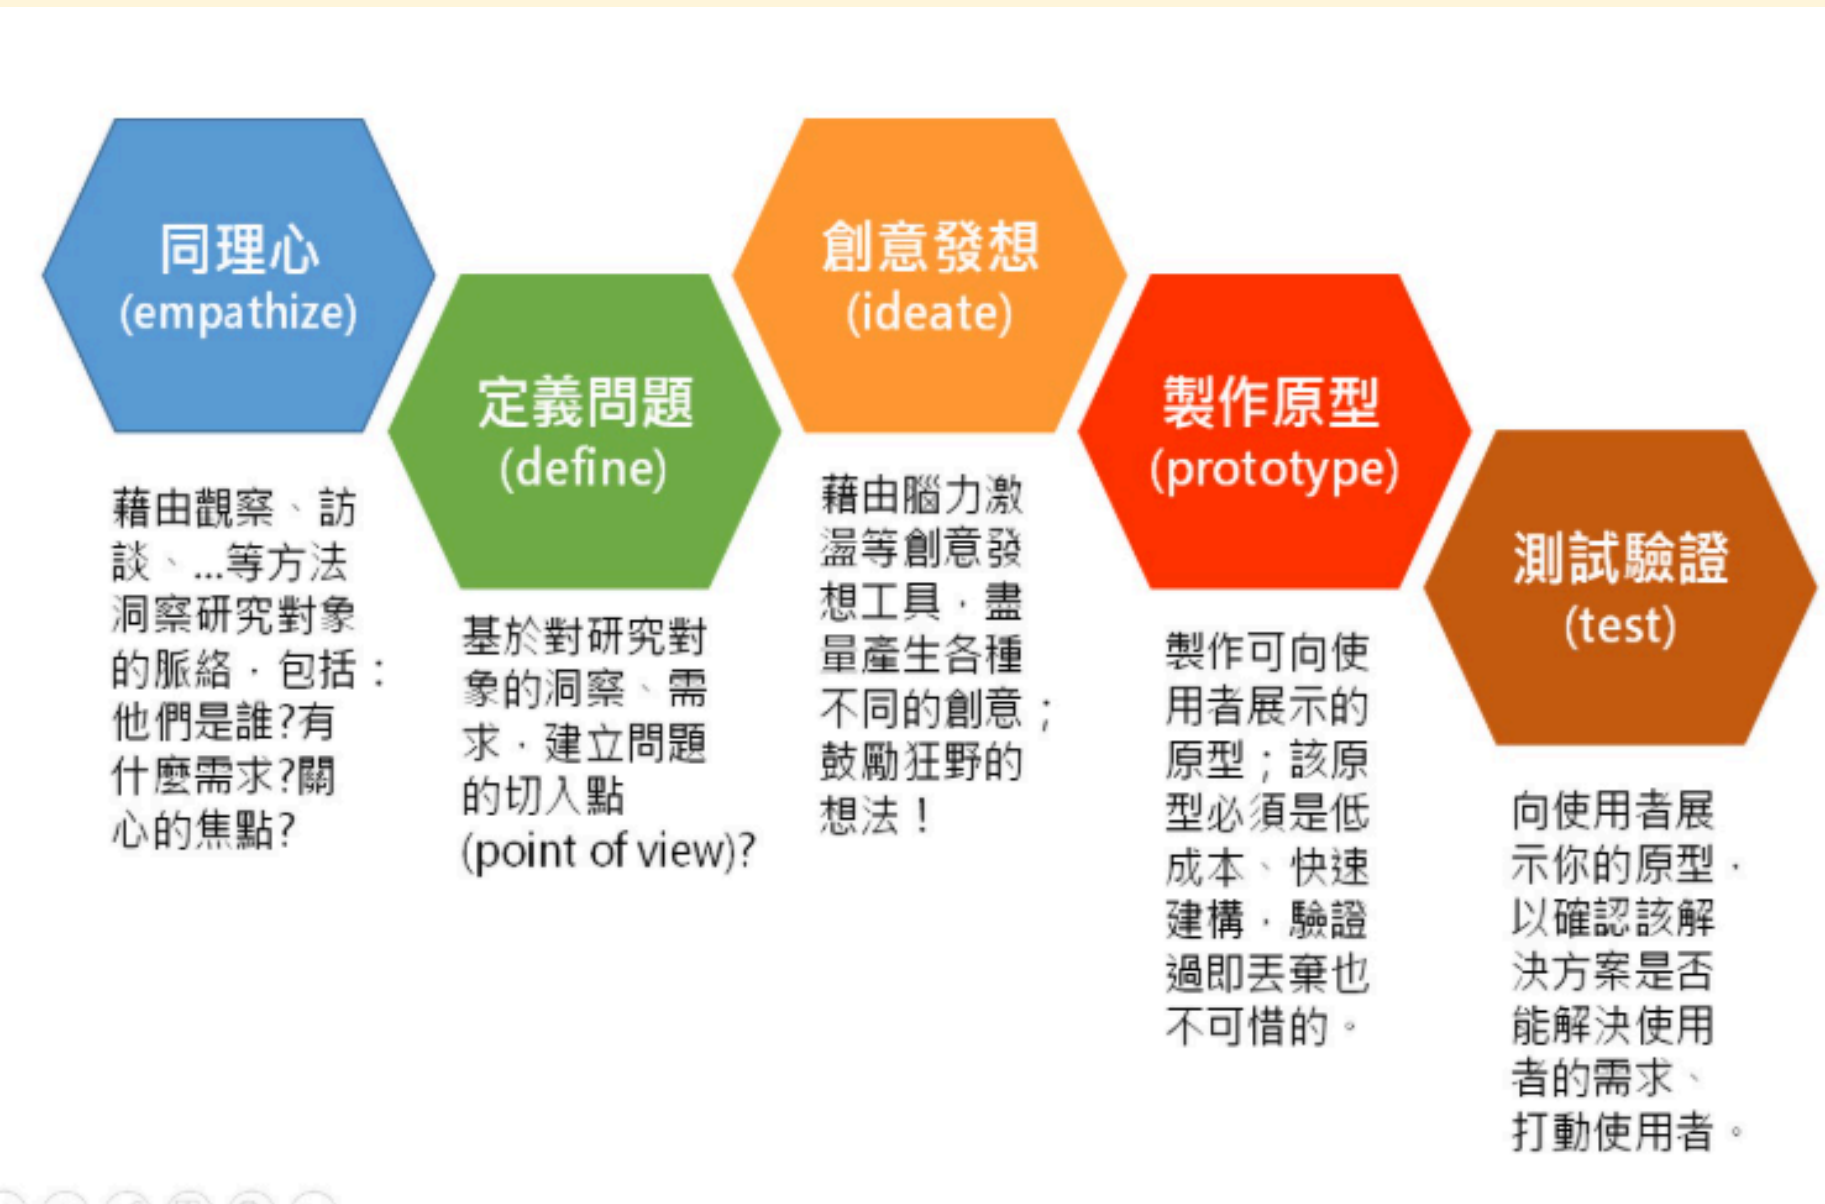 同理心
(empathize)
藉由觀察、訪
談、...等方法
洞察研究對象
的脈絡，包括：
他們是誰?有
什麼需求?關
心的焦點?
定義問題
(define)
基於對研究對
象的洞察、需
求，建立問題
的切入點
(point of view)?
創意發想
(ideate)
藉由腦力激
盪等創意發
想工具，盡
量產生各種
不同的創意；
鼓勵狂野的
想法！
製作原型
(prototype)
製作可向使
用者展示的
原型；該原
型必須是低
成本、快速
建構，驗證
過即丟棄也
不可惜的。
測試驗證
(test)
向使用者展
示你的原型，
以確認該解
決方案是否
能解決使用
者的需求、
打動使用者。